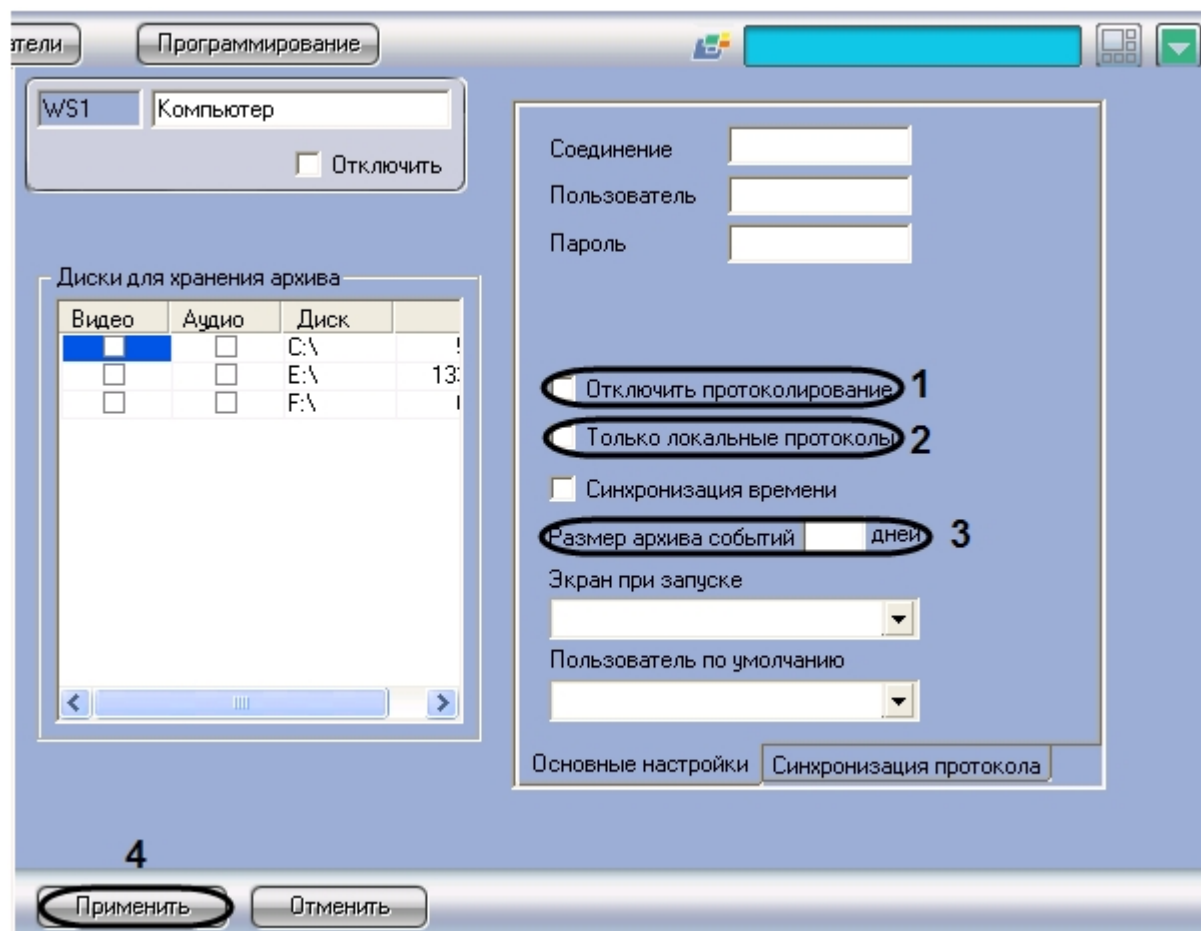 атели Программирование
WS1 Компьютер
Отключить
Диски для хранения архива
Видео Аудио Диск
C:\
E:\ 13
F:\
Соединение
Пользователь
Пароль
Отключить протоколирование 1
Только локальные протоколы 2
Синхронизация времени
Размер архива событий дней 3
Экран при запуске
Пользователь по умолчанию
Основные настройки Синхронизация протокола
4
Применить Отменить